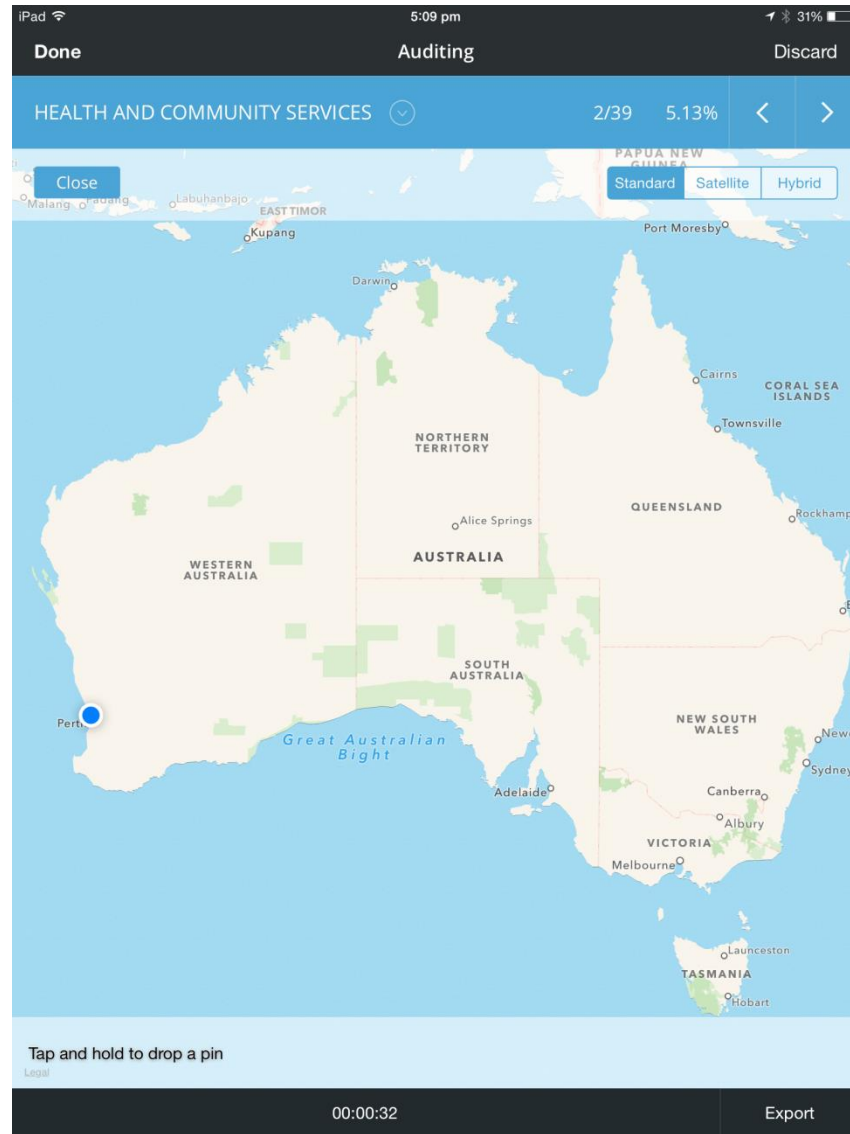 iPad 5:09 pm 31%
Done Auditing Discard
HEALTH AND COMMUNITY SERVICES 2/39 5.13% < >
PAPUA NEW
GUINEA
Close Standard Satellite Hybrid
Malang Padang Labuhanbajo
EAST TIMOR
Kupang Port Moresby
Darwin
Cairns
CORAL SEA
ISLANDS
Townsville
NORTHERN
TERRITORY
QUEENSLAND
Alice Springs Rockhamp
AUSTRALIA
WESTERN
AUSTRALIA
SOUTH
AUSTRALIA
Pert
NEW SOUTH
WALES
Great Australian
Bight
Newc
Sydney
Adelaide Canberra
Albury
VICTORIA
Melbourne
Launceston
TASMANIA
Hobart
Tap and hold to drop a pin
Legal
00:00:32 Export